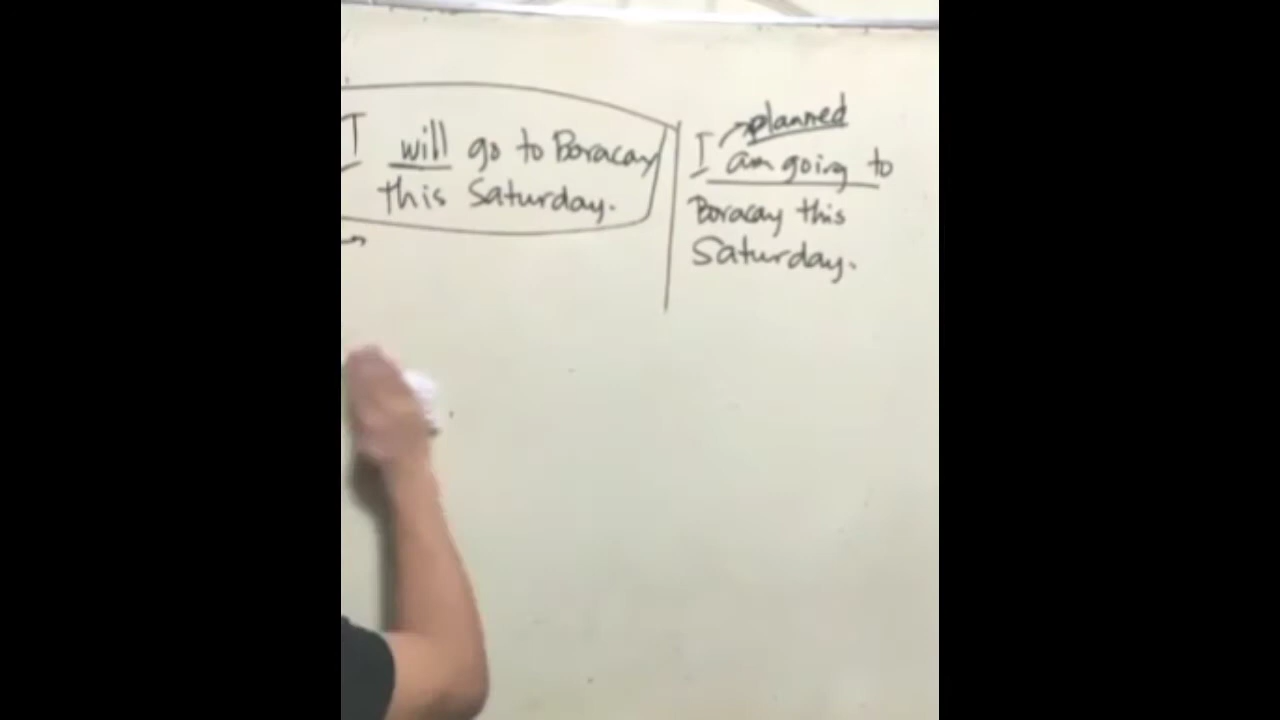 I will go to Boracay
this Saturday.
planned
I am going to
Boracay this
Saturday.